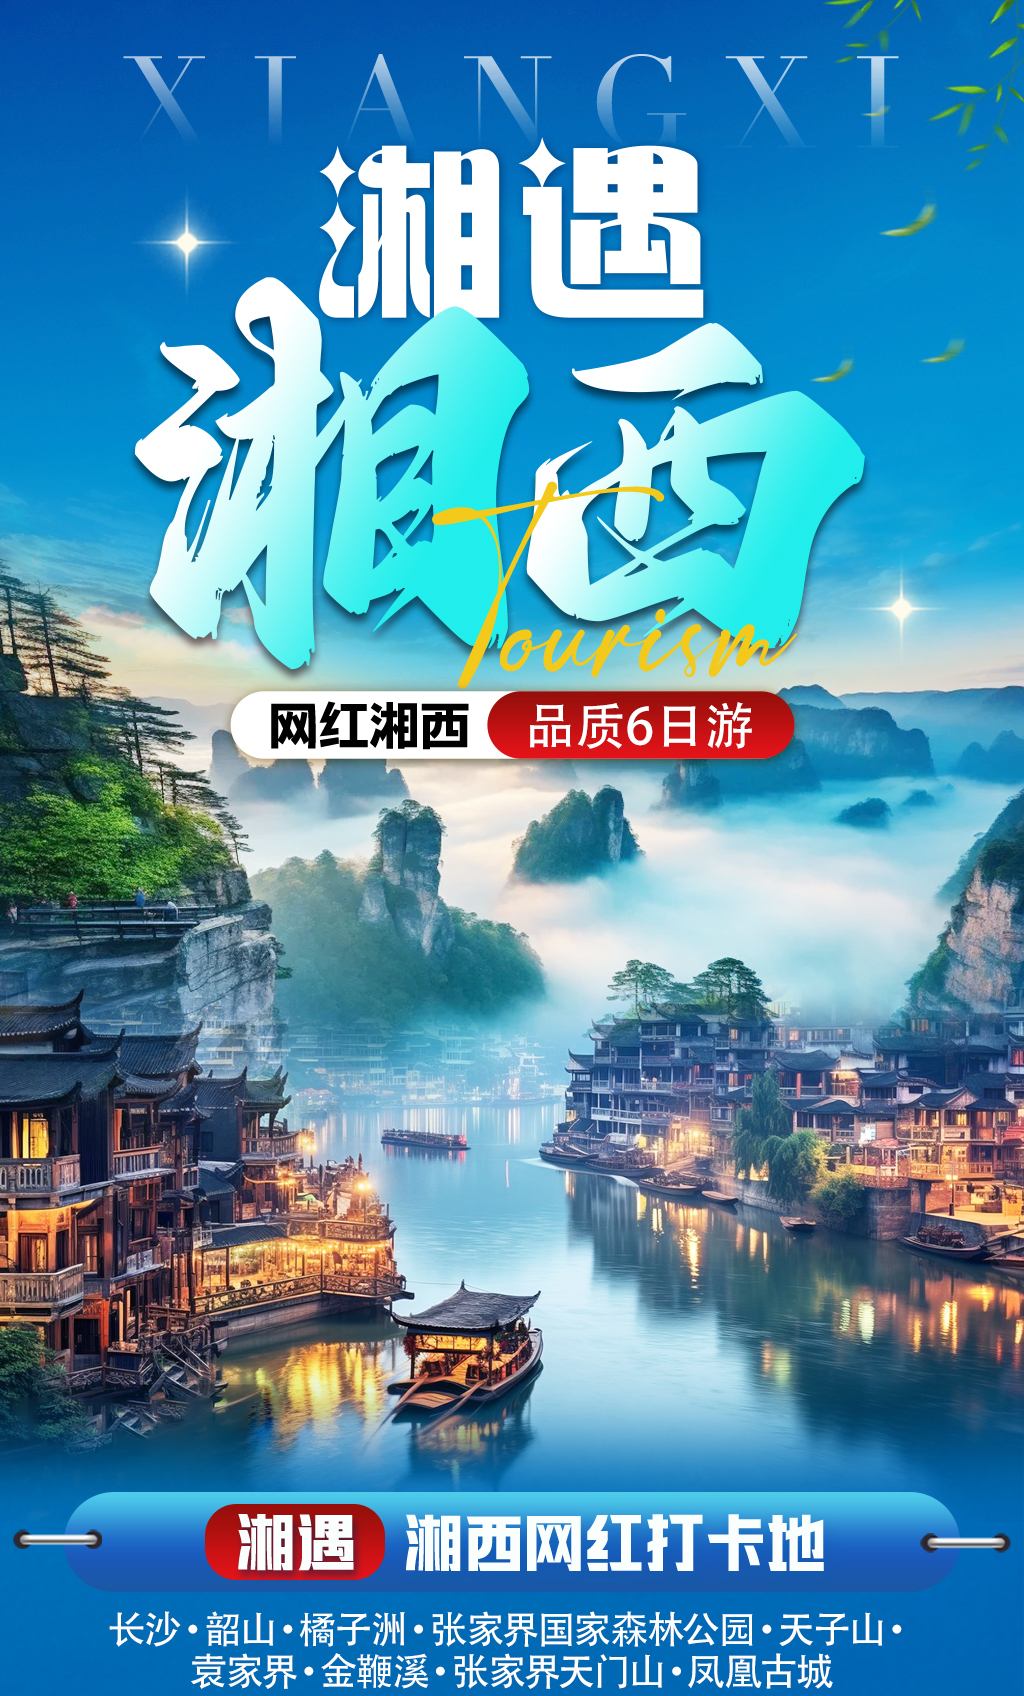 XIANGXI
湘遇
湘西
Tourism
网红湘西 品质6日游
湘遇 湘西网红打卡地
长沙•韶山•橘子洲•张家界国家森林公园•天子山•
袁家界•金鞭溪•张家界天门山•凤凰古城